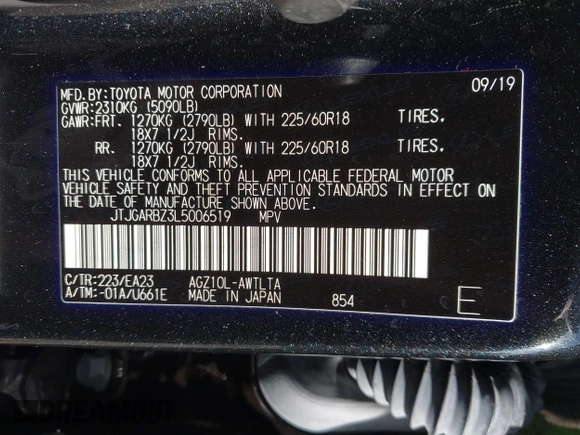 MFD.BY:TOYOTA MOTOR CORPORATION 09/19
GVWR:2310KG (5090LB)
GAWR:FRT. 1270KG (2790LB) WITH 225/60R18 TIRES,
18X7 1/2J RIMS.
RR. 1270KG (2790LB) WITH 225/60R18 TIRES,
18X7 1/2J RIMS.
THIS VEHICLE CONFORMS TO ALL APPLICABLE FEDERAL MOTOR
VEHICLE SAFETY AND THEFT PREVENTION STANDARDS IN EFFECT ON
THE DATE OF MANUFACTURE SHOWN ABOVE.
JTJGARBZ3L5006519 MPV
C/TR:223/EA23 AGZ10L-AWTLTA
A/TM:-01A/U661E MADE IN JAPAN 854 E